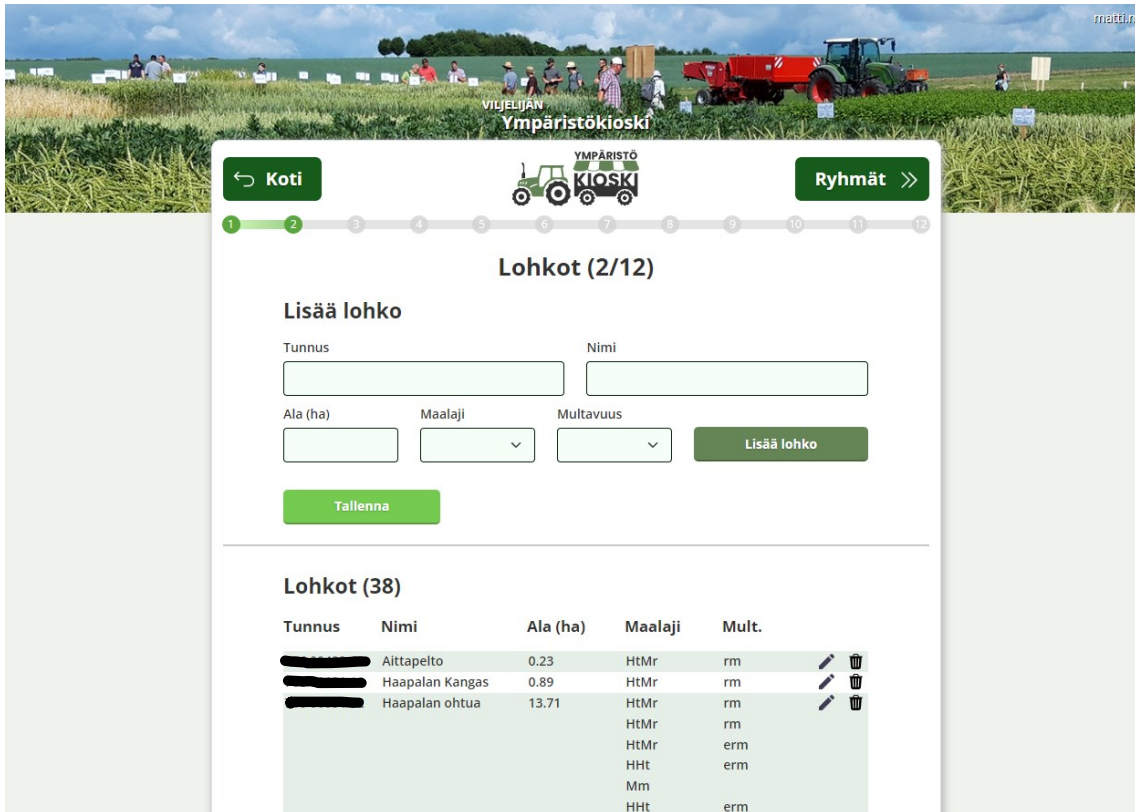 matti.
VILJELIJÄN
Ympäristökioski
YMPÄRISTÖ
KIOSKI
Koti
Ryhmät
1 2 3 4 5 6 7 8 9 10 11 12
Lohkot (2/12)
Lisää lohko
Tunnus Nimi
Ala (ha) Maalaji Multavuus
Lisää lohko
Tallenna
Lohkot (38)
Tunnus Nimi Ala (ha) Maalaji Mult.
Aittapelto 0.23 HtMr rm
Haapalan Kangas 0.89 HtMr rm
Haapalan ohtua 13.71 HtMr rm
HtMr rm
HtMr erm
HHt erm
Mm
HHt erm